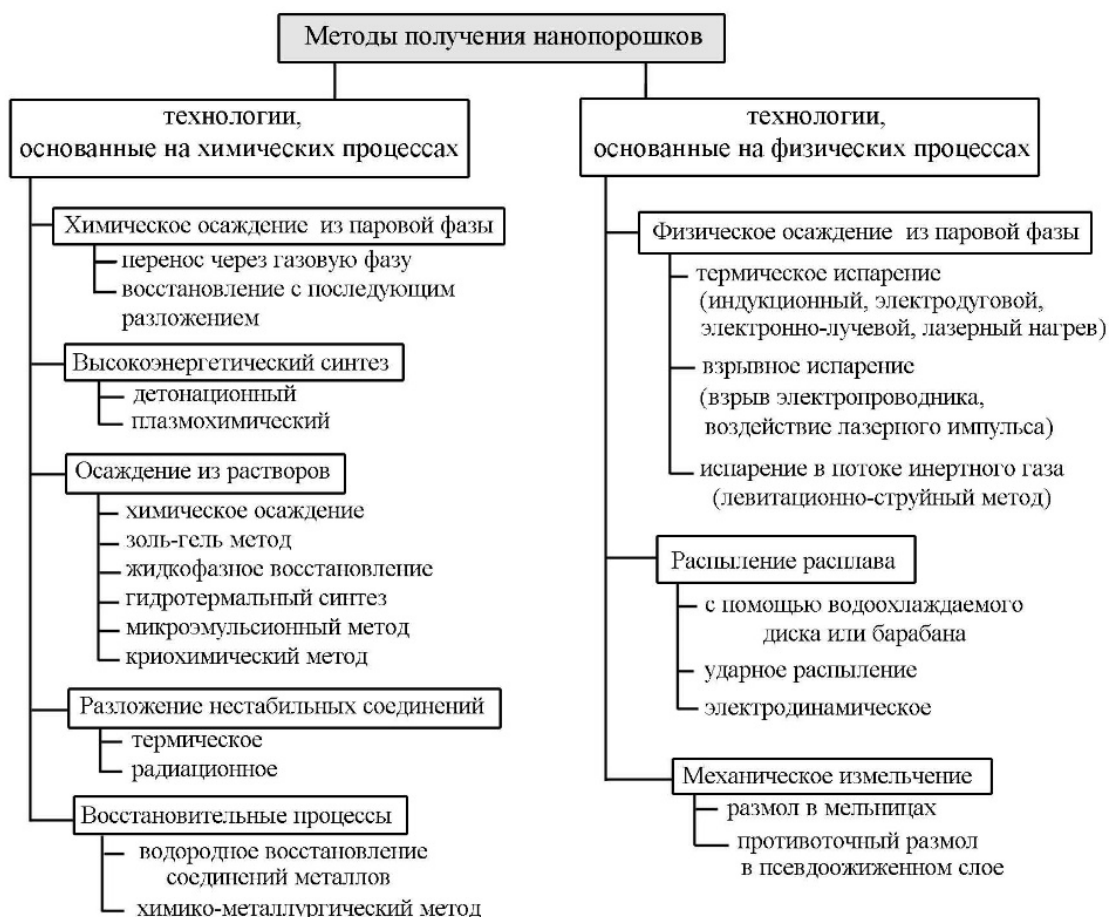 Методы получения нанопорошков
технологии,
основанные на химических процессах
Химическое осаждение из паровой фазы
перенос через газовую фазу
восстановление с последующим
разложением
Высокоэнергетический синтез
детонационный
плазмохимический
Осаждение из растворов
химическое осаждение
золь-гель метод
жидкофазное восстановление
гидротермальный синтез
микроэмульсионный метод
криохимический метод
Разложение нестабильных соединений
термическое
радиационное
Восстановительные процессы
водородное восстановление
соединений металлов
химико-металлургический метод
технологии,
основанные на физических процессах
Физическое осаждение из паровой фазы
термическое испарение
(индукционный, электродуговой,
электронно-лучевой, лазерный нагрев)
взрывное испарение
(взрыв электропроводника,
воздействие лазерного импульса)
испарение в потоке инертного газа
(левитационно-струйный метод)
Распыление расплава
с помощью водоохлаждаемого
диска или барабана
ударное распыление
электродинамическое
Механическое измельчение
размол в мельницах
противоточный размол
в псевдоожиженном слое